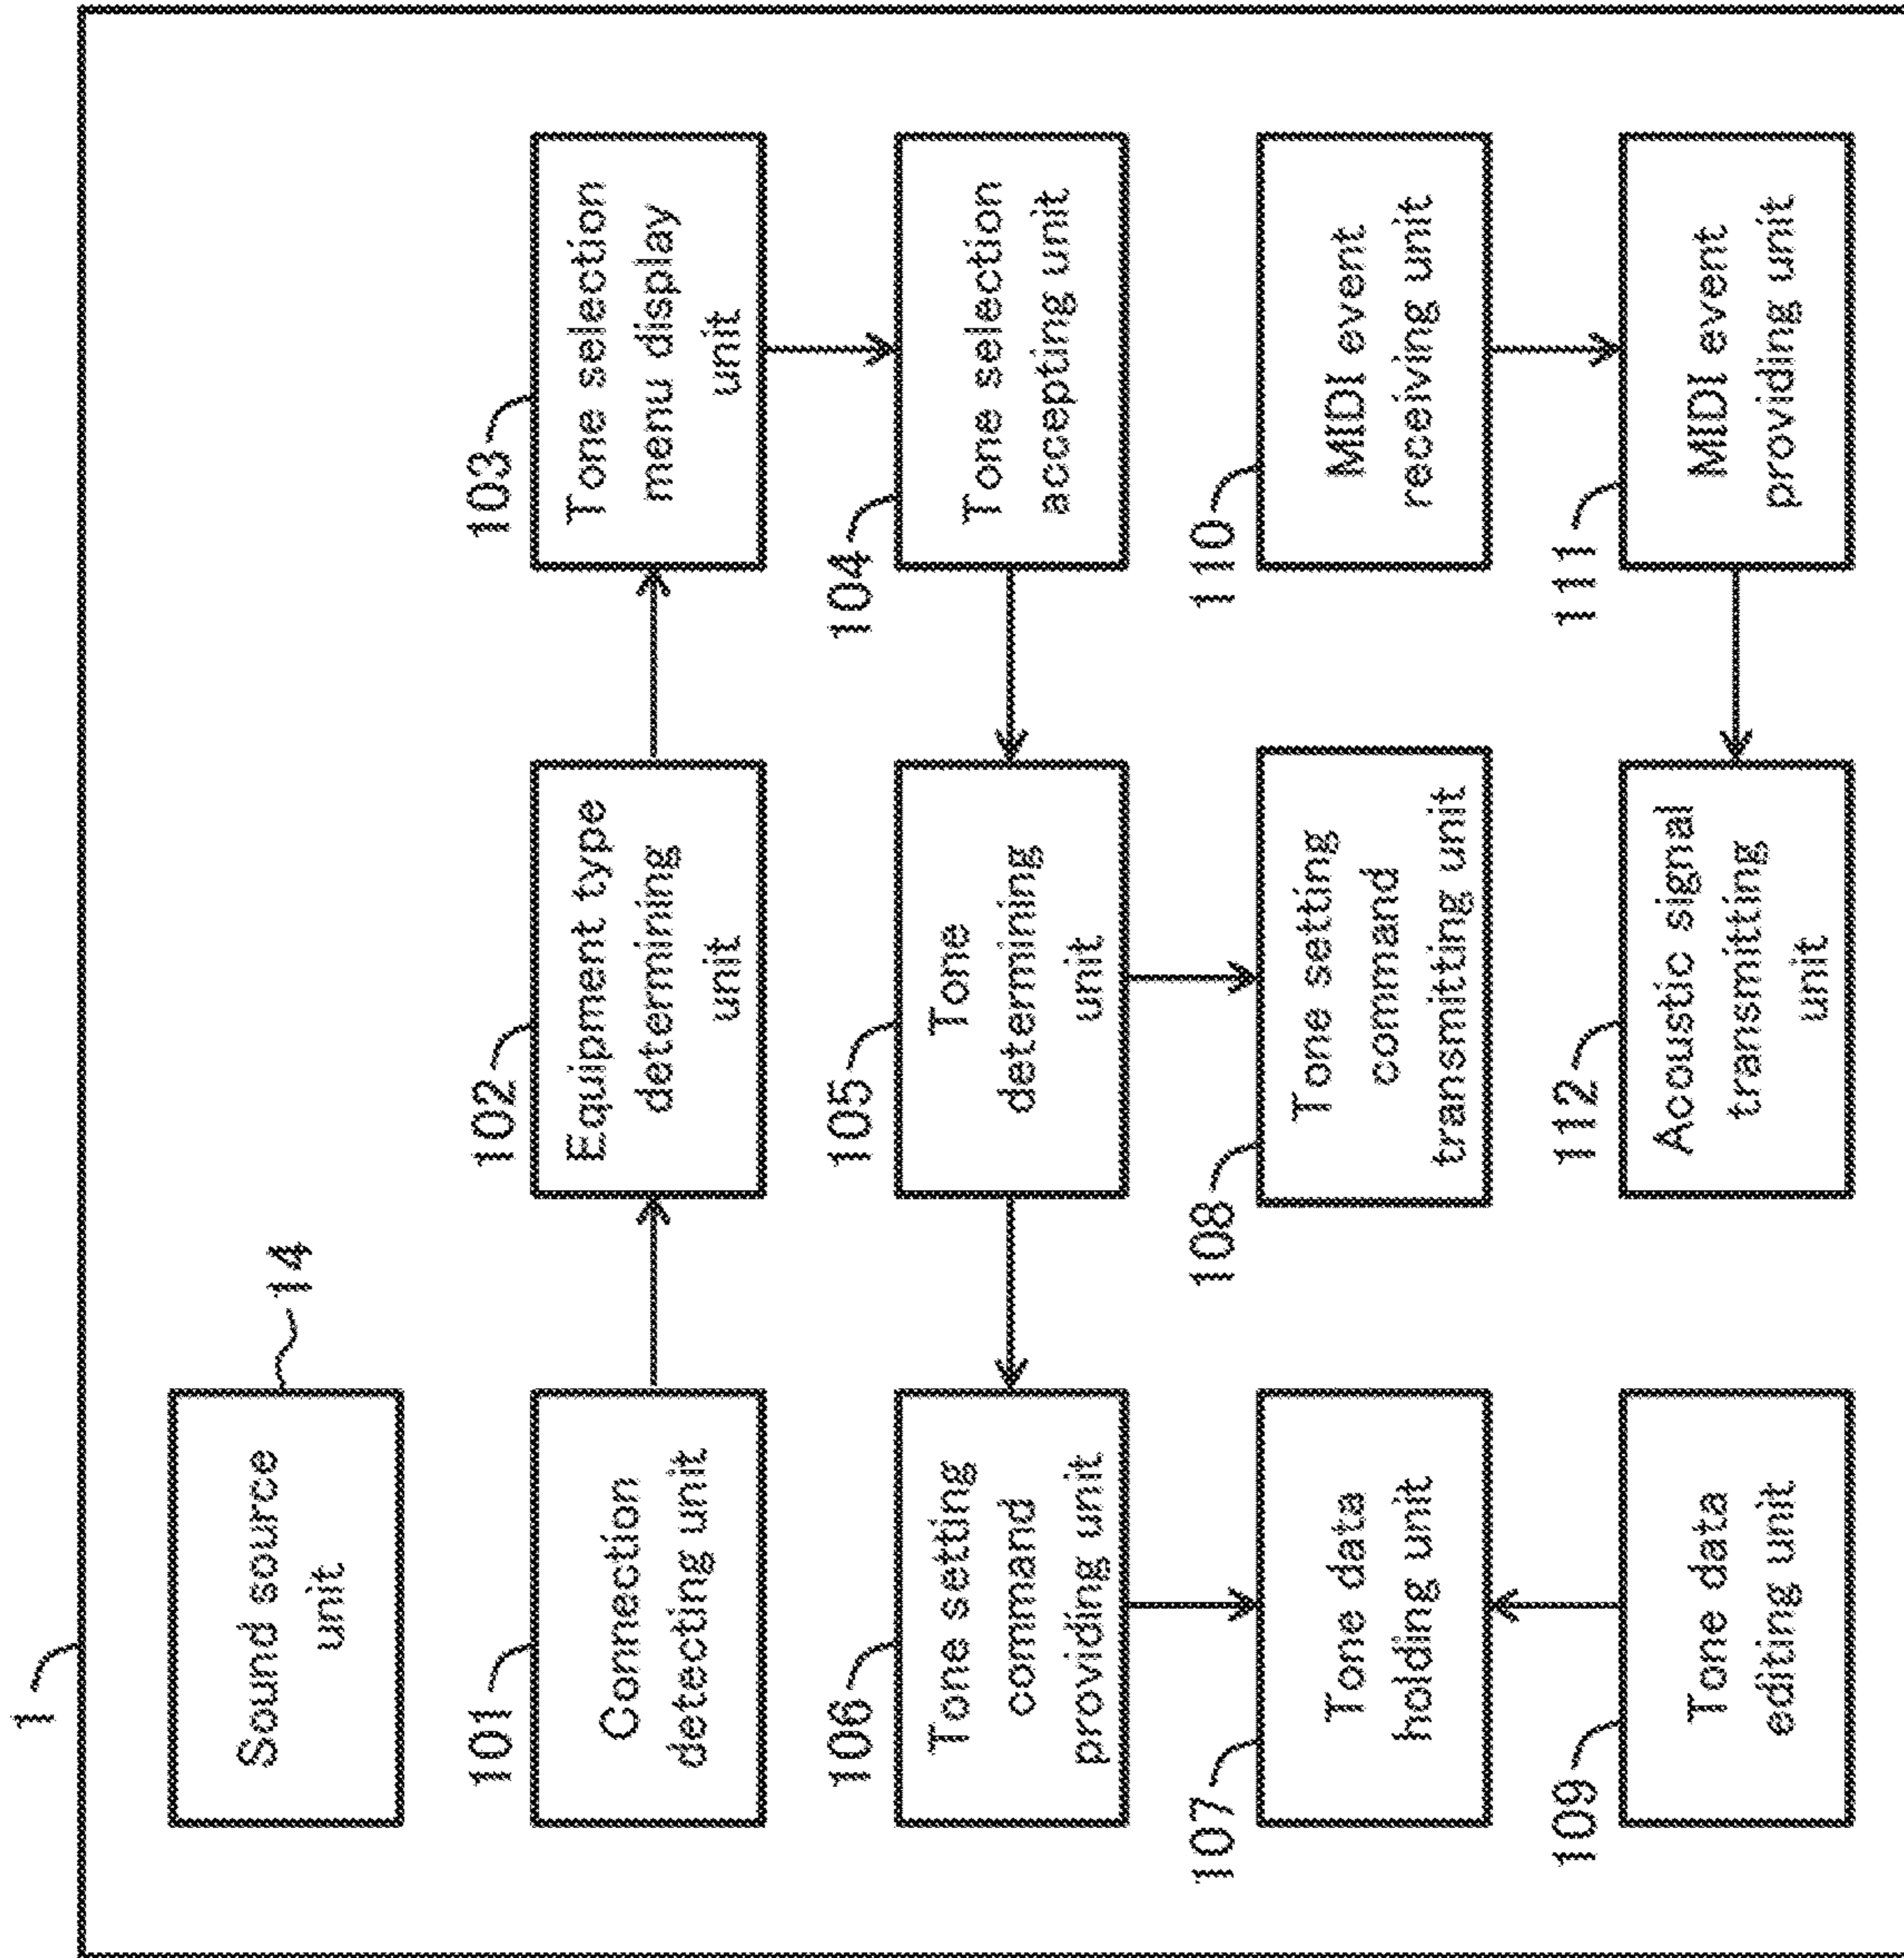 1
Sound source
unit
14
101
Connection
detecting unit
102
Equipment type
determining
unit
103
Tone selection
menu display
unit
106
Tone setting
command
providing unit
105
Tone
determining
unit
104
Tone selection
accepting unit
107
Tone data
holding unit
108
Tone setting
command
transmitting unit
110
MIDI event
receiving unit
109
Tone data
editing unit
112
Acoustic signal
transmitting
unit
111
MIDI event
providing unit